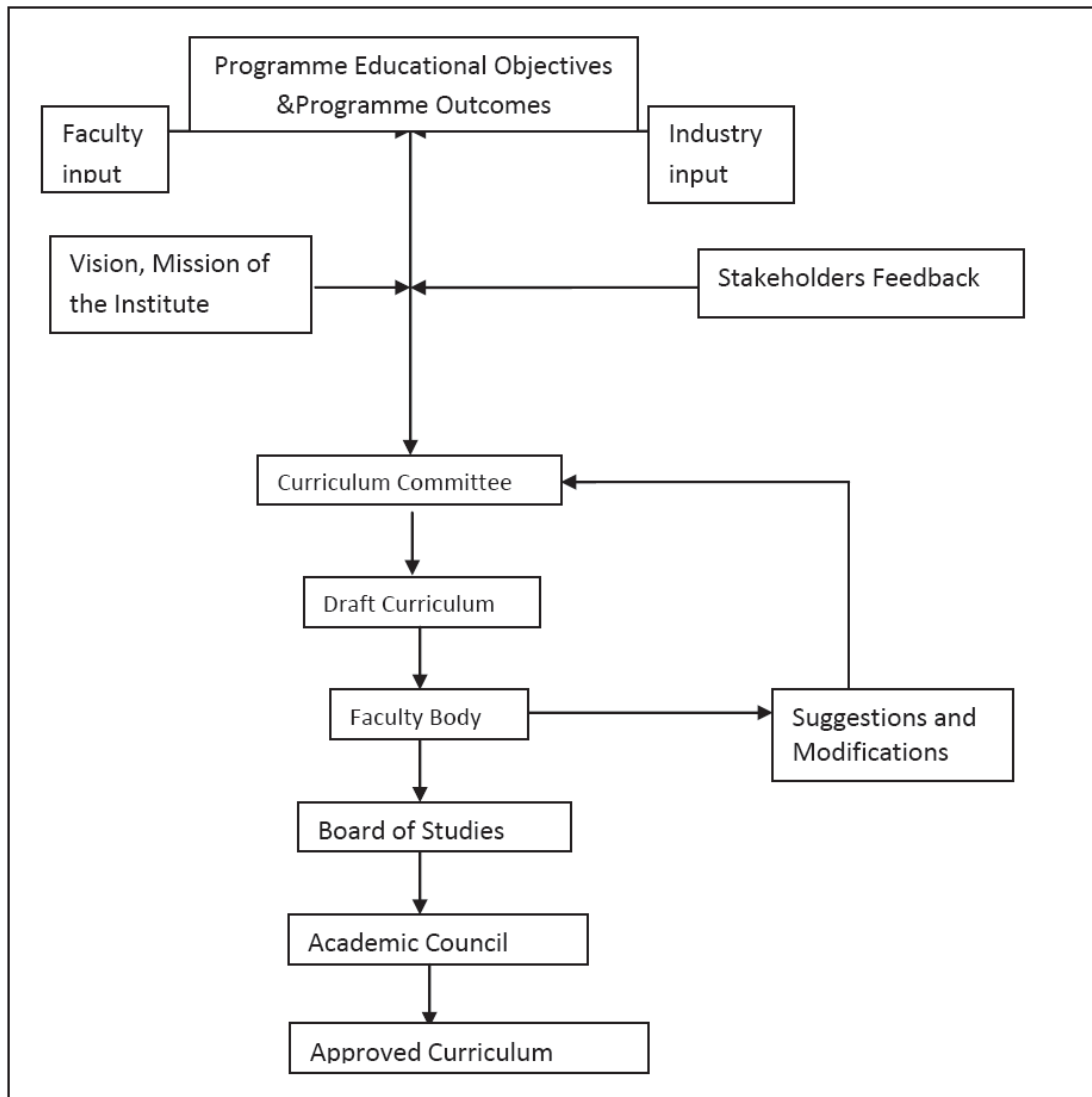 Programme Educational Objectives
&Programme Outcomes
Faculty
input
Industry
input
Vision, Mission of
the Institute
Stakeholders Feedback
Curriculum Committee
Draft Curriculum
Faculty Body
Suggestions and
Modifications
Board of Studies
Academic Council
Approved Curriculum